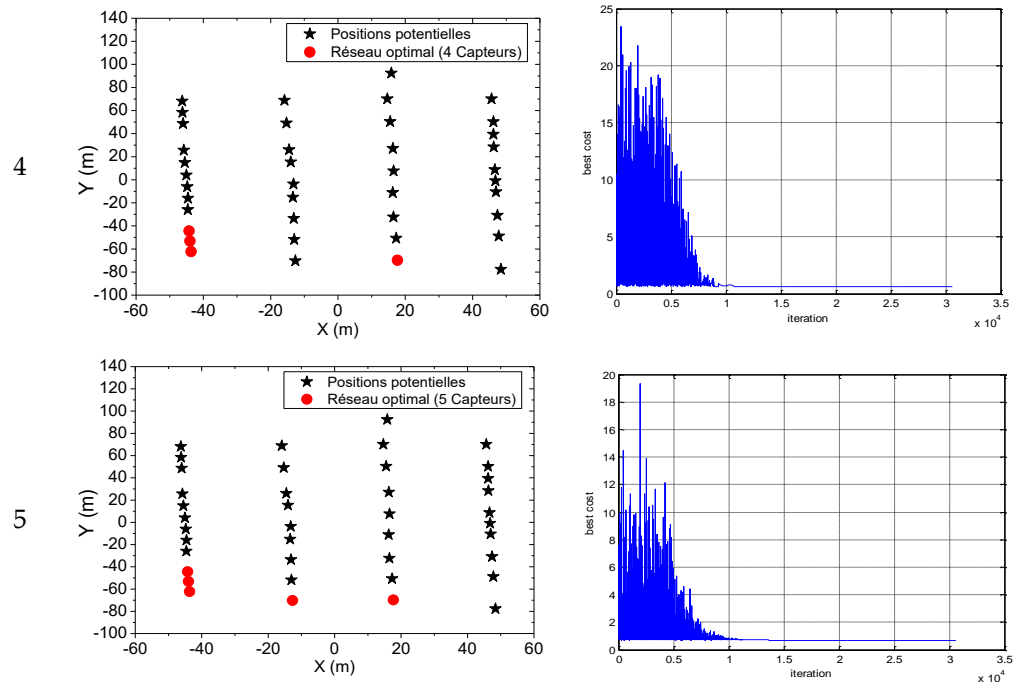 4
140
120
100
80
60
40
20
0
-20
-40
-60
-80
-100
-60 -40 -20 0 20 40 60
Y (m)
X (m)
Positions potentielles
Réseau optimal (4 Capteurs)
25
20
15
10
5
0
0 0.5 1 1.5 2 2.5 3 3.5
best cost
iteration
x 10^4
5
140
120
100
80
60
40
20
0
-20
-40
-60
-80
-100
-60 -40 -20 0 20 40 60
Y (m)
X (m)
Positions potentielles
Réseau optimal (5 Capteurs)
20
18
16
14
12
10
8
6
4
2
0
0 0.5 1 1.5 2 2.5 3 3.5
best cost
iteration
x 10^4